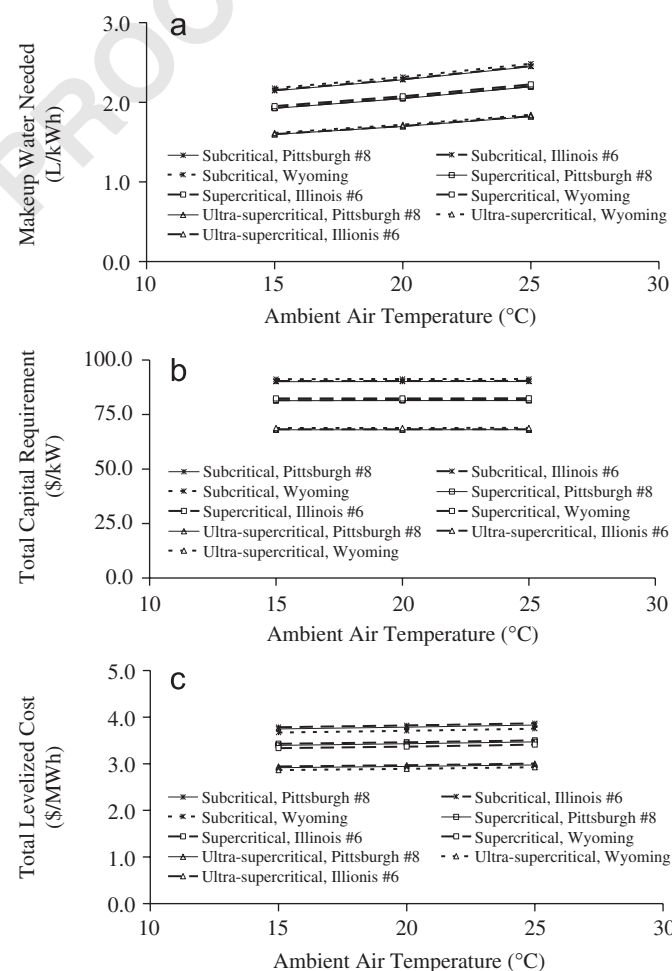 PROO
a
3.0
2.0
1.0
0.0
Makeup Water Needed
(L/kWh)
Subcritical, Pittsburgh #8
Subcritical, Illinois #6
Subcritical, Wyoming
Supercritical, Pittsburgh #8
Supercritical, Illinois #6
Supercritical, Wyoming
Ultra-supercritical, Pittsburgh #8
Ultra-supercritical, Wyoming
Ultra-supercritical, Illionis #6
10 15 20 25 30
Ambient Air Temperature (°C)
b
100.0
75.0
50.0
25.0
0.0
Total Capital Requirement
($/kW)
Subcritical, Pittsburgh #8
Subcritical, Illinois #6
Subcritical, Wyoming
Supercritical, Pittsburgh #8
Supercritical, Illinois #6
Supercritical, Wyoming
Ultra-supercritical, Pittsburgh #8
Ultra-supercritical, Illionis #6
Ultra-supercritical, Wyoming
10 15 20 25 30
Ambient Air Temperature (°C)
c
5.0
4.0
3.0
2.0
1.0
0.0
Total Levelized Cost
($/MWh)
Subcritical, Pittsburgh #8
Subcritical, Illinois #6
Subcritical, Wyoming
Supercritical, Pittsburgh #8
Supercritical, Illinois #6
Supercritical, Wyoming
Ultra-supercritical, Pittsburgh #8
Ultra-supercritical, Wyoming
Ultra-supercritical, Illionis #6
10 15 20 25 30
Ambient Air Temperature (°C)